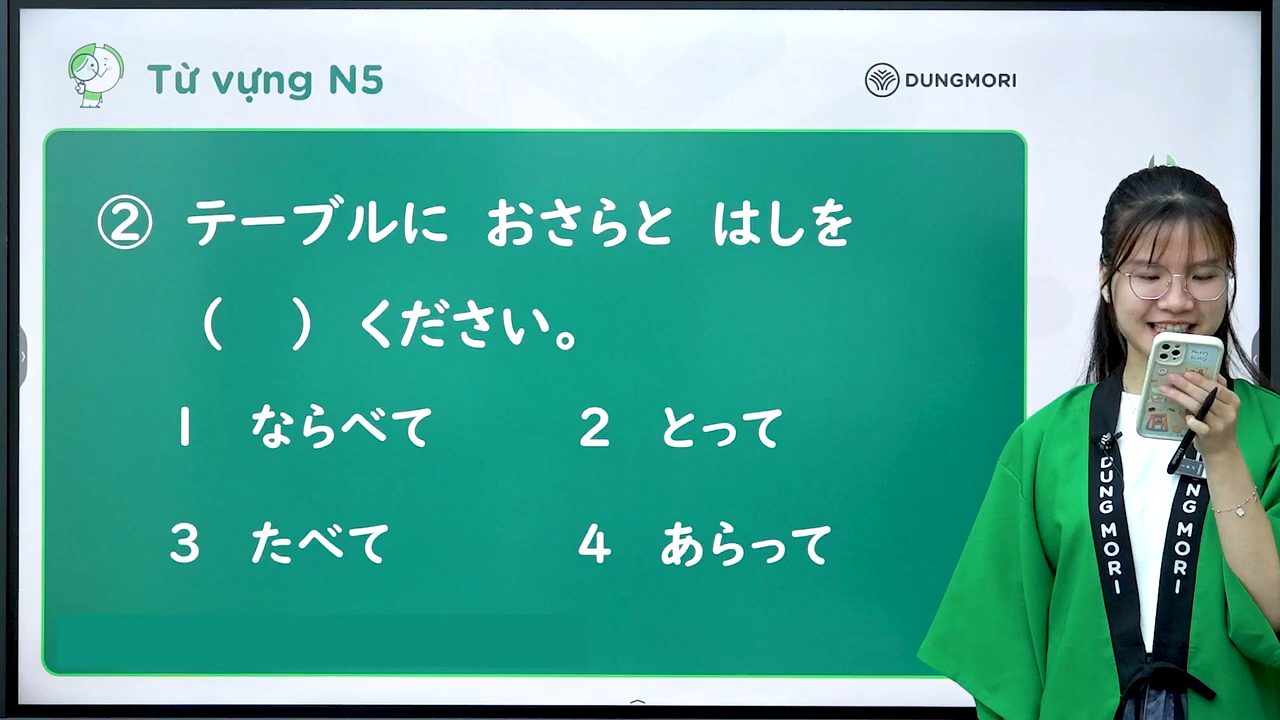 Từ vựng N5
DUNGMORI
② テーブルに おさらと はしを
（ ） ください。
1 ならべて 2 とって
3 たべて 4 あらって
DUNG MORI
NG MORI